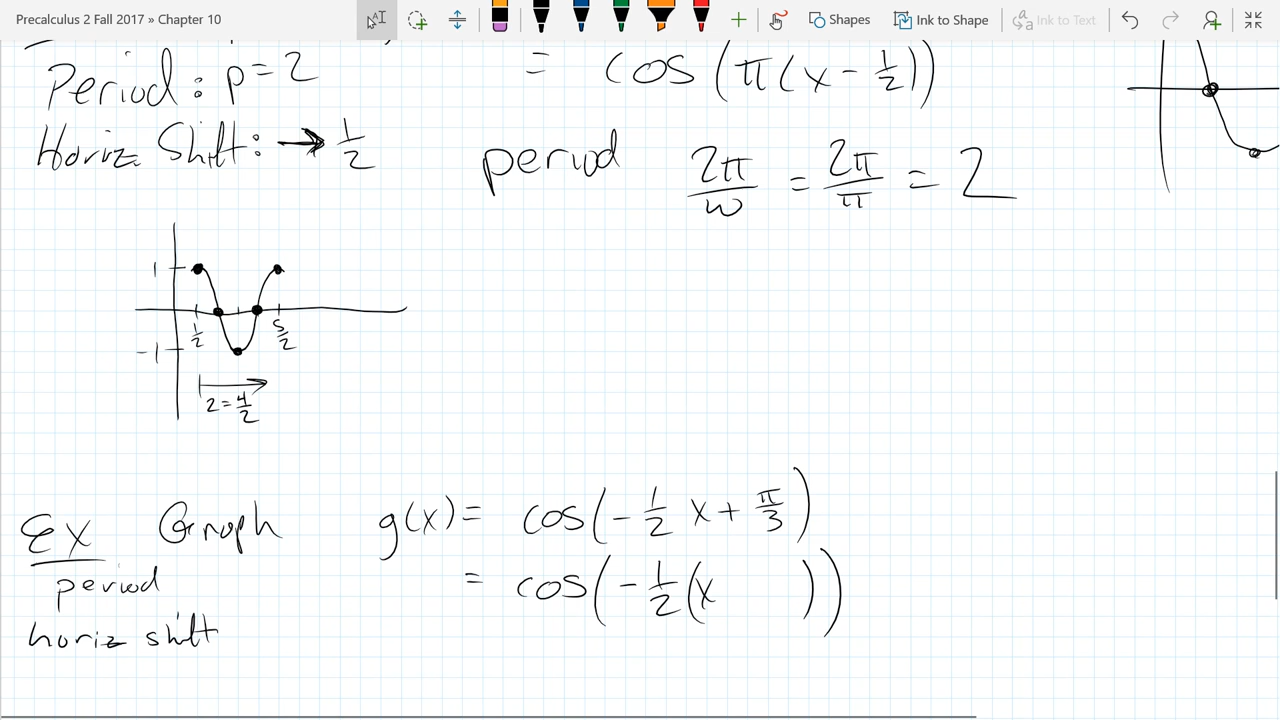 Precalculus 2 Fall 2017 » Chapter 10
Shapes
Ink to Shape
Ink to Text
Period: p=2
= cos(π(x - 1/2))
Horiz Shift: → 1/2
period 2π/w = 2π/π = 2
1
-1
1/2
5/2
2 = 4/2
Ex Graph g(x) = cos(-1/2 x + π/3)
= cos(-1/2(x ))
period
horiz shift